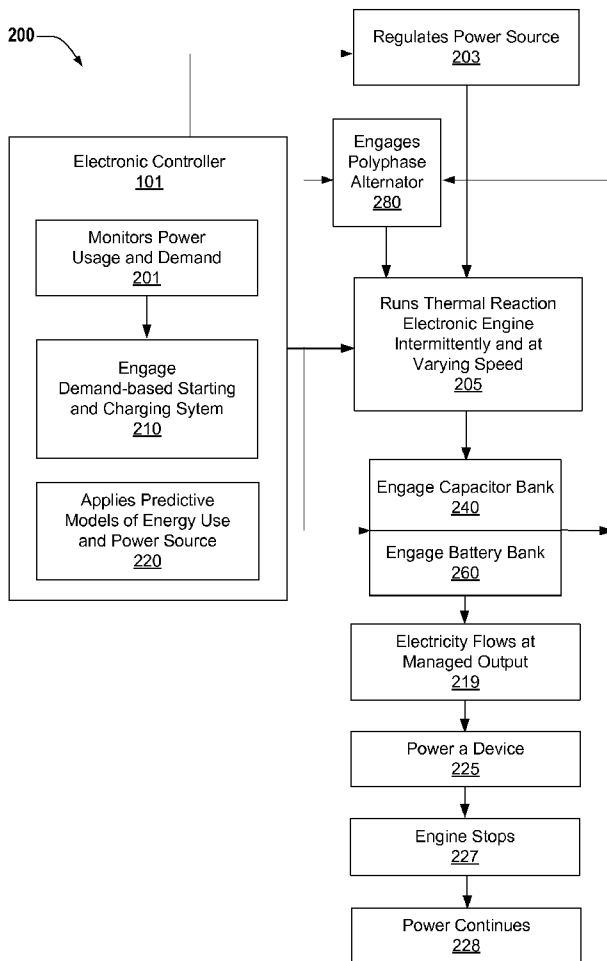 200
Regulates Power Source
203
Electronic Controller
101
Engages
Polyphase
Alternator
280
Monitors Power
Usage and Demand
201
Engage
Demand-based Starting
and Charging Sytem
210
Applies Predictive
Models of Energy Use
and Power Source
220
Runs Thermal Reaction
Electronic Engine
Intermittently and at
Varying Speed
205
Engage Capacitor Bank
240
Engage Battery Bank
260
Electricity Flows at
Managed Output
219
Power a Device
225
Engine Stops
227
Power Continues
228